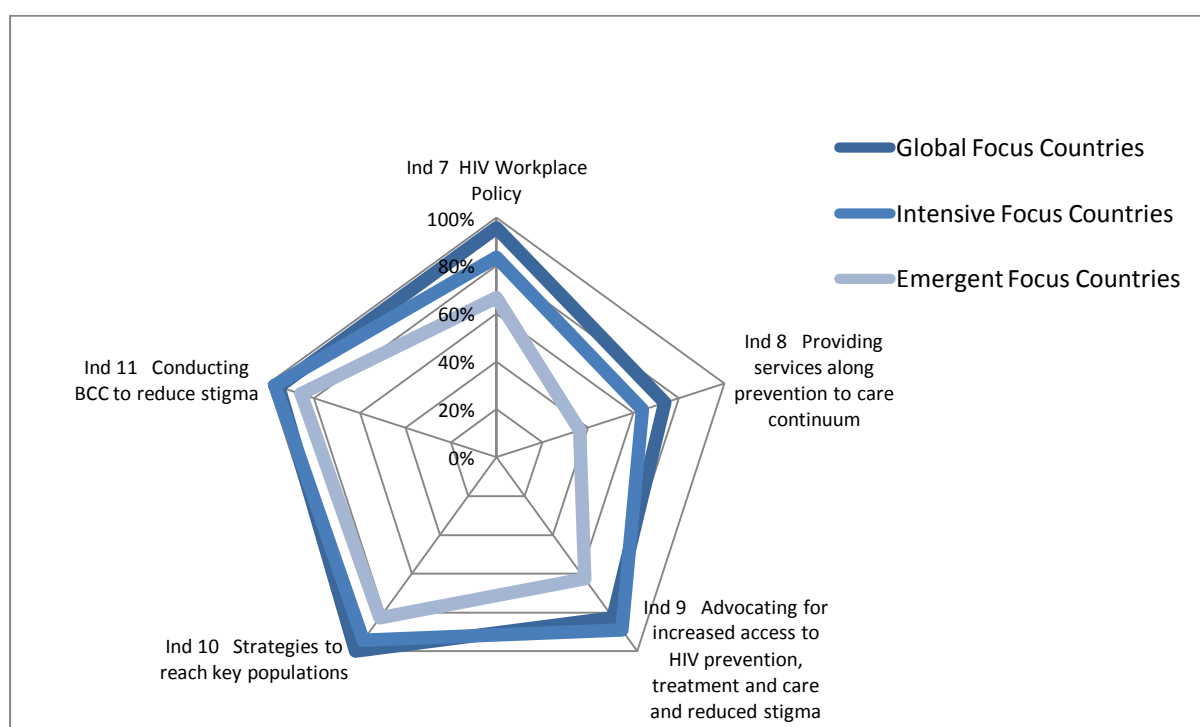 Ind 7 HIV Workplace
Policy
100%
80%
60%
40%
20%
0%
Global Focus Countries
Intensive Focus Countries
Emergent Focus Countries
Ind 8 Providing
services along
prevention to care
continuum
Ind 9 Advocating for
increased access to
HIV prevention,
treatment and care
and reduced stigma
Ind 10 Strategies to
reach key populations
Ind 11 Conducting
BCC to reduce stigma